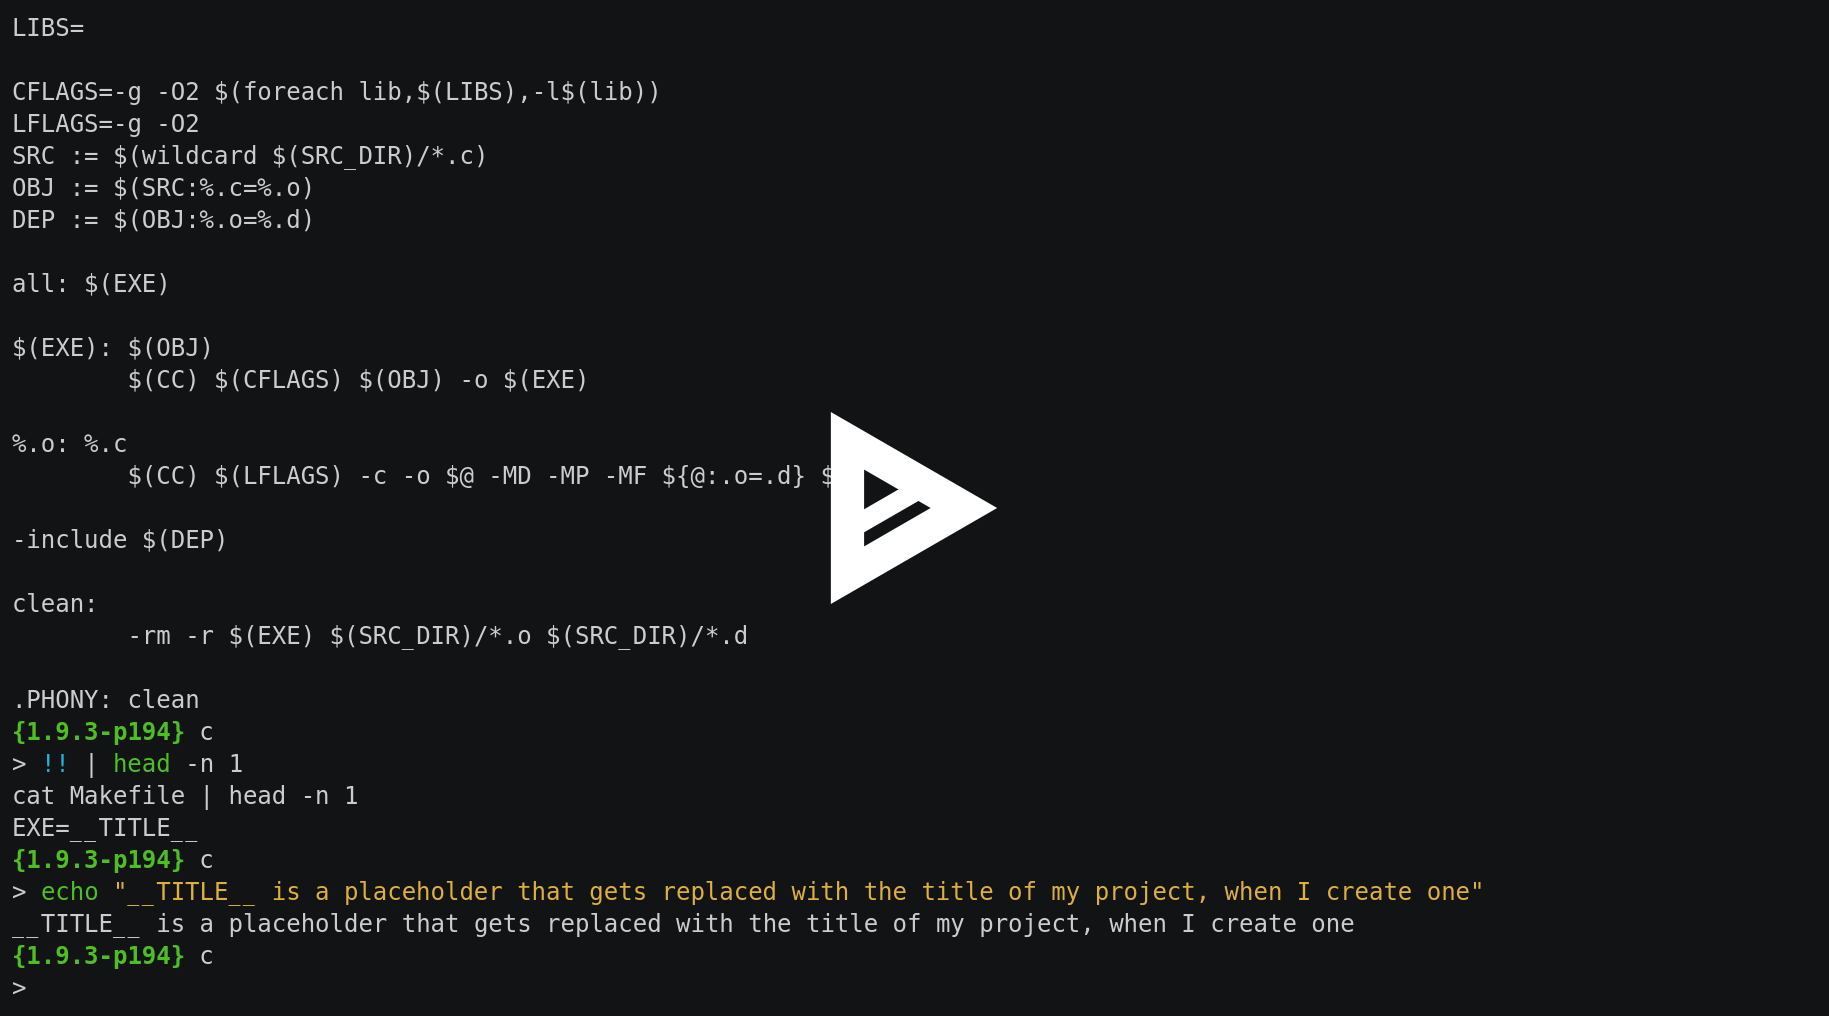 LIBS=
CFLAGS=-g -O2 $(foreach lib,$(LIBS),-l$(lib))
LFLAGS=-g -O2
SRC := $(wildcard $(SRC_DIR)/*.c)
OBJ := $(SRC:%.c=%.o)
DEP := $(OBJ:%.o=%.d)
all: $(EXE)
$(EXE): $(OBJ)
        $(CC) $(CFLAGS) $(OBJ) -o $(EXE)
%.o: %.c
        $(CC) $(LFLAGS) -c -o $@ -MD -MP -MF ${@:.o=.d} $
-include $(DEP)
clean:
        -rm -r $(EXE) $(SRC_DIR)/*.o $(SRC_DIR)/*.d
.PHONY: clean
{1.9.3-p194} c
> !! | head -n 1
cat Makefile | head -n 1
EXE=__TITLE__
{1.9.3-p194} c
> echo "__TITLE__ is a placeholder that gets replaced with the title of my project, when I create one"
__TITLE__ is a placeholder that gets replaced with the title of my project, when I create one
{1.9.3-p194} c
>